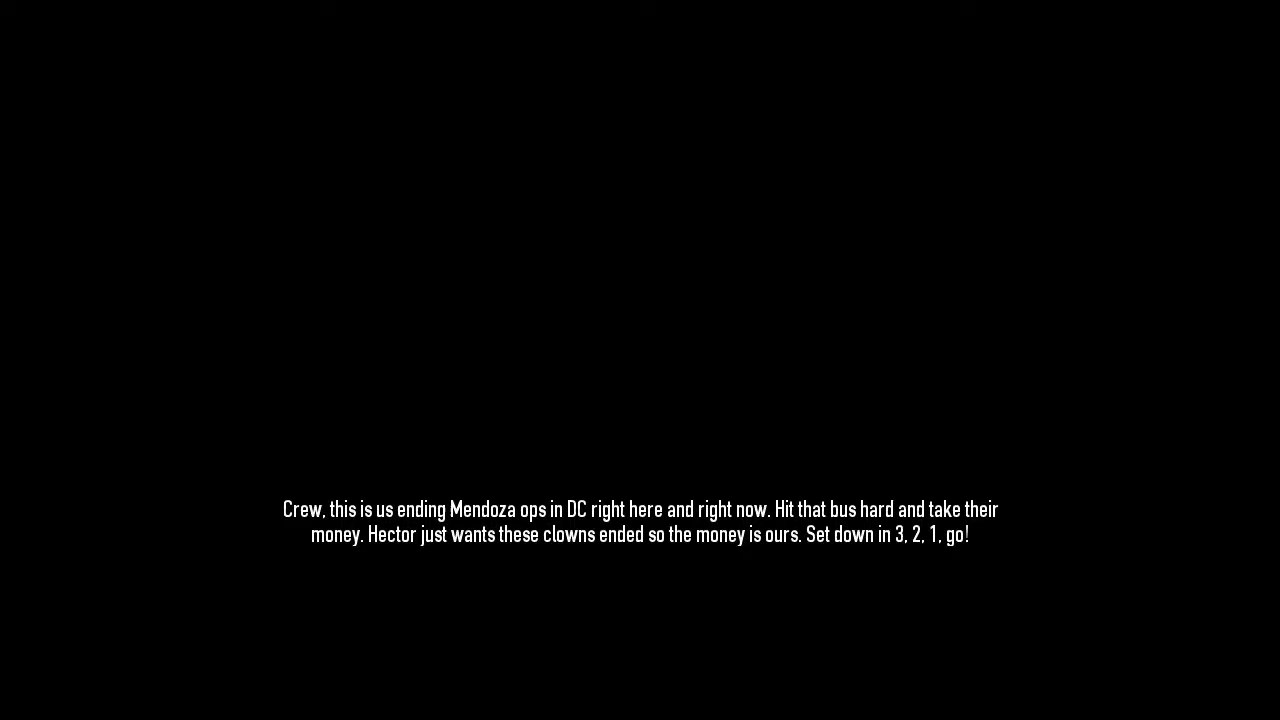 Crew, this is us ending Mendoza ops in DC right here and right now. Hit that bus hard and take their
money. Hector just wants these clowns ended so the money is ours. Set down in 3, 2, 1, go!